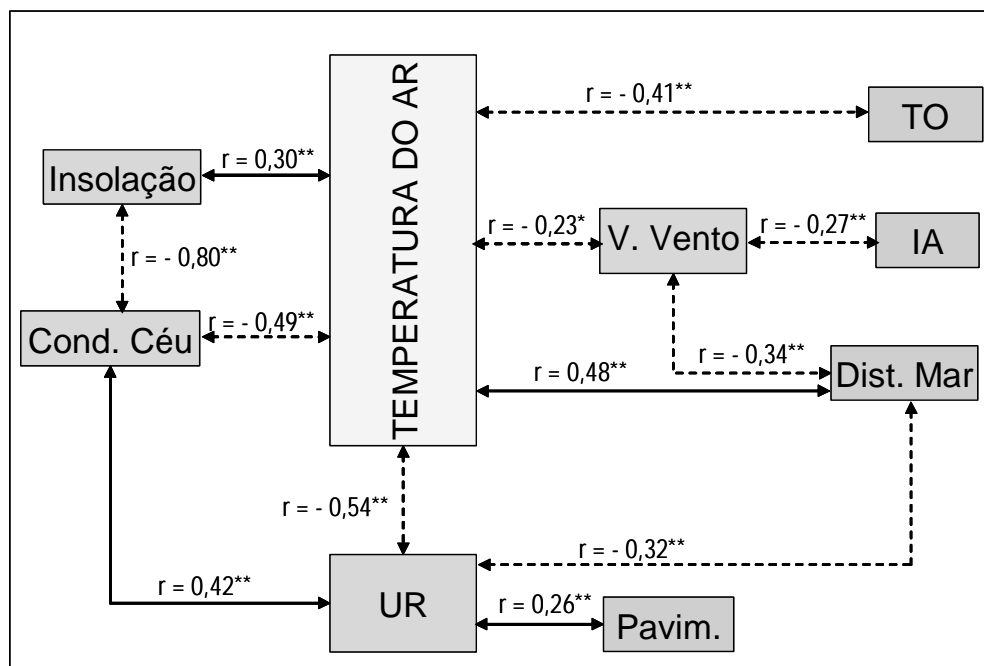 r = - 0,41**
TO
TEMPERATURA DO AR
r = 0,30**
Insolação
r = - 0,23*
V. Vento
r = - 0,27**
IA
r = - 0,80**
Cond. Céu
r = - 0,49**
r = - 0,34**
r = 0,48**
Dist. Mar
r = - 0,54**
r = - 0,32**
r = 0,42**
UR
r = 0,26**
Pavim.